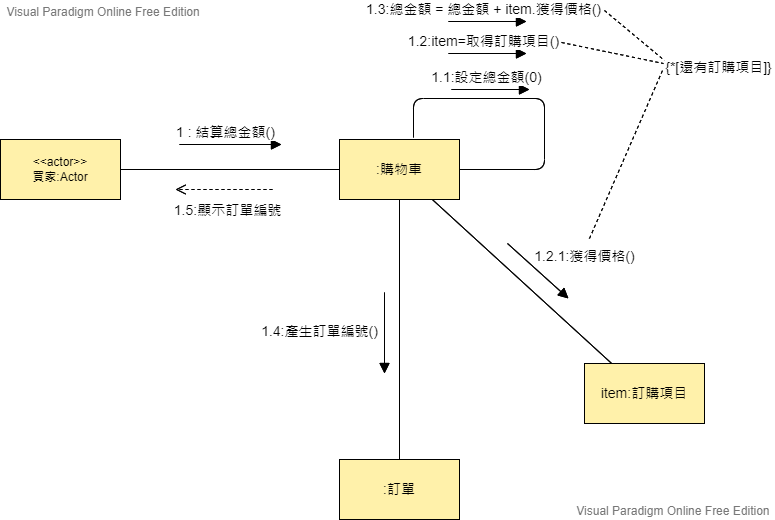 Visual Paradigm Online Free Edition
1.3:總金額 = 總金額 + item.獲得價格()
1.2:item=取得訂購項目()
{*[還有訂購項目]}
1.1:設定總金額(0)
1 : 結算總金額()
<<actor>>
買家:Actor
:購物車
1.5:顯示訂單編號
1.2.1:獲得價格()
1.4:產生訂單編號()
item:訂購項目
:訂單
Visual Paradigm Online Free Edition